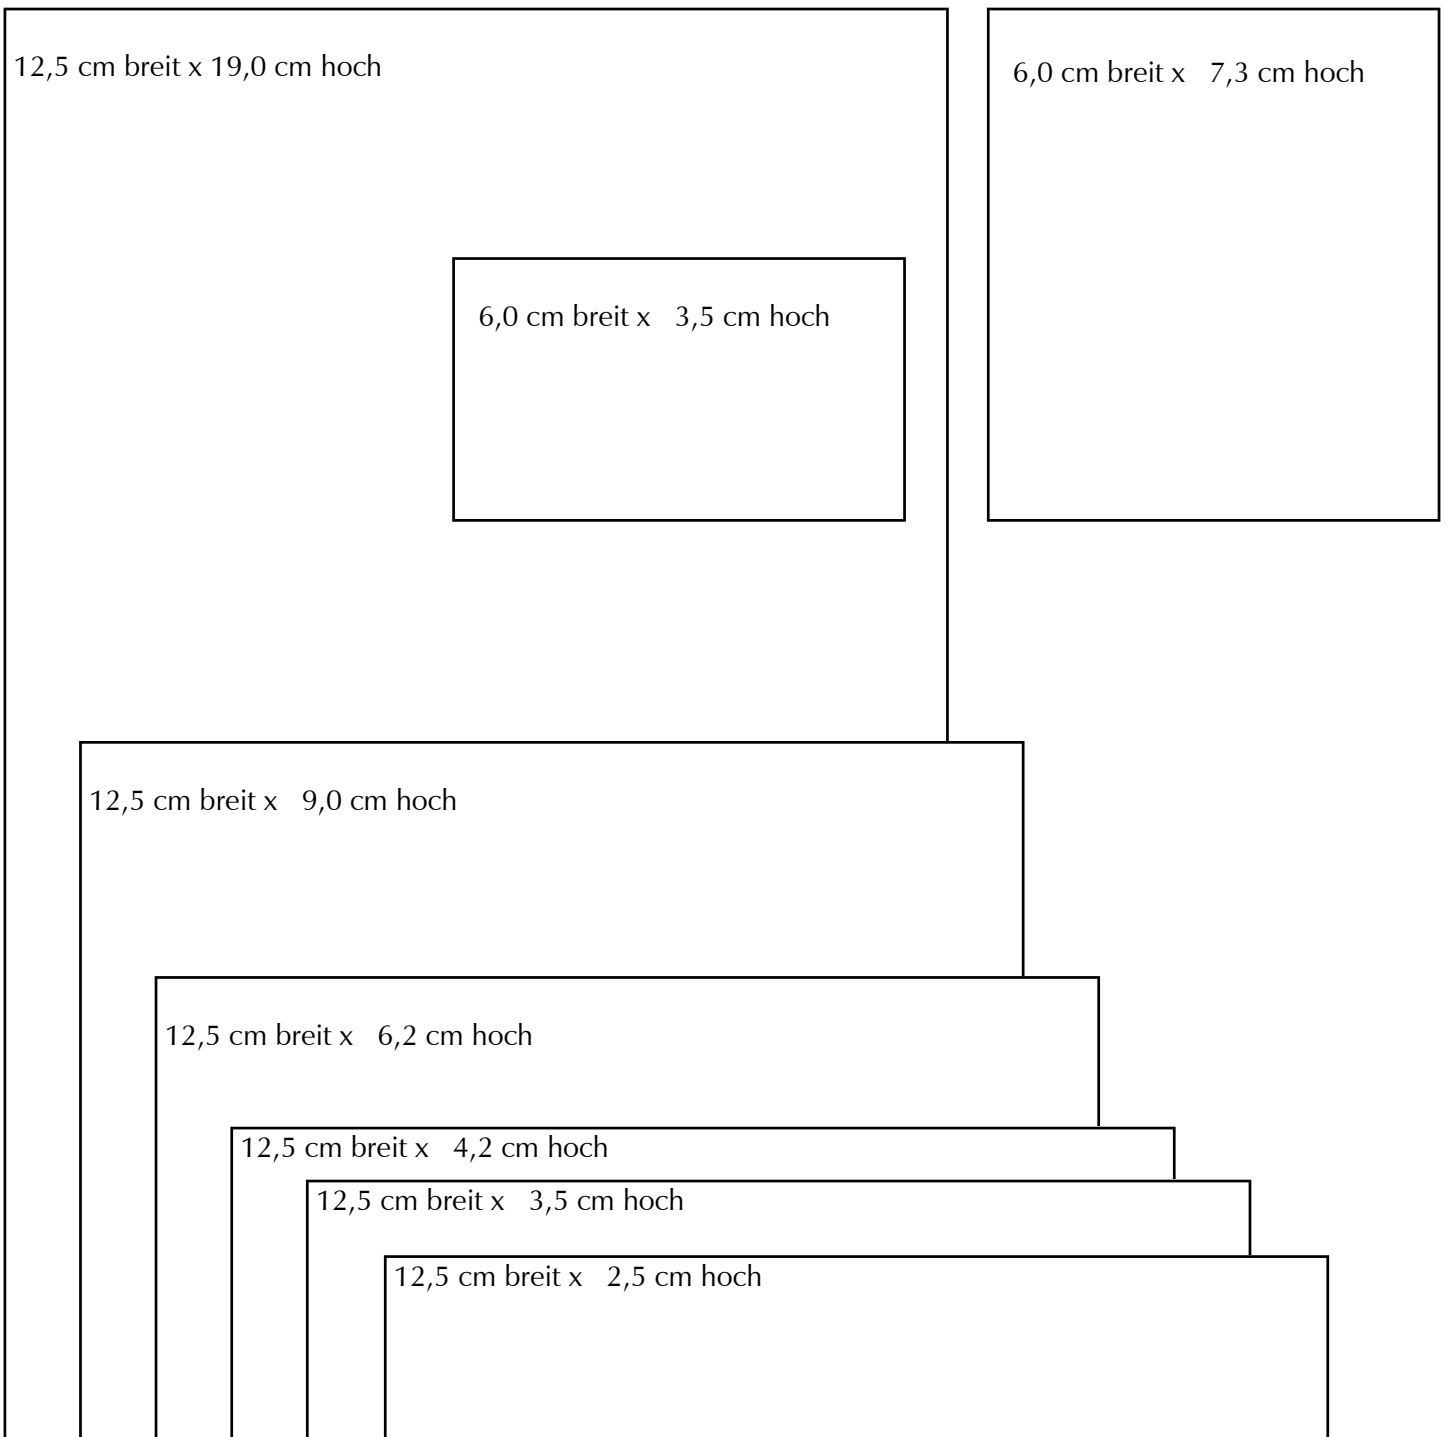 12,5 cm breit x 19,0 cm hoch
6,0 cm breit x   7,3 cm hoch
6,0 cm breit x   3,5 cm hoch
12,5 cm breit x   9,0 cm hoch
12,5 cm breit x   6,2 cm hoch
12,5 cm breit x   4,2 cm hoch
12,5 cm breit x   3,5 cm hoch
12,5 cm breit x   2,5 cm hoch